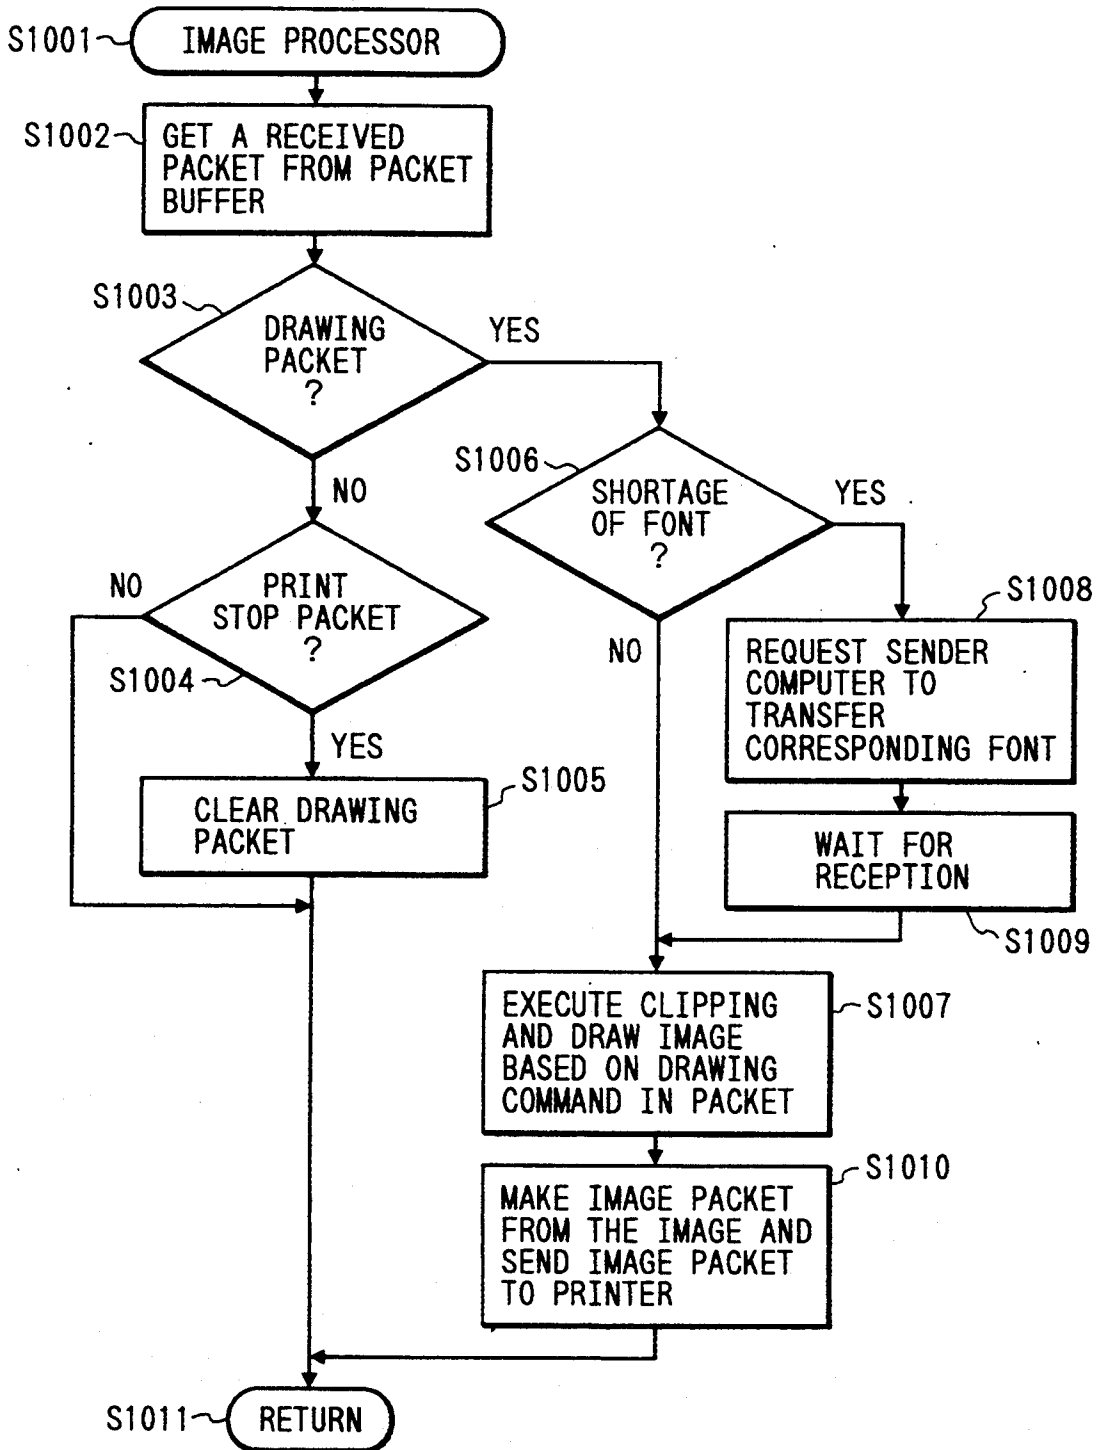 S1001
IMAGE PROCESSOR
S1002
GET A RECEIVED
PACKET FROM PACKET
BUFFER
S1003
DRAWING
PACKET
?
YES
NO
S1006
SHORTAGE
OF FONT
?
YES
NO
NO
PRINT
STOP PACKET
?
S1004
YES
S1008
REQUEST SENDER
COMPUTER TO
TRANSFER
CORRESPONDING FONT
S1005
CLEAR DRAWING
PACKET
WAIT FOR
RECEPTION
S1009
EXECUTE CLIPPING
AND DRAW IMAGE
BASED ON DRAWING
COMMAND IN PACKET
S1007
MAKE IMAGE PACKET
FROM THE IMAGE AND
SEND IMAGE PACKET
TO PRINTER
S1010
S1011
RETURN